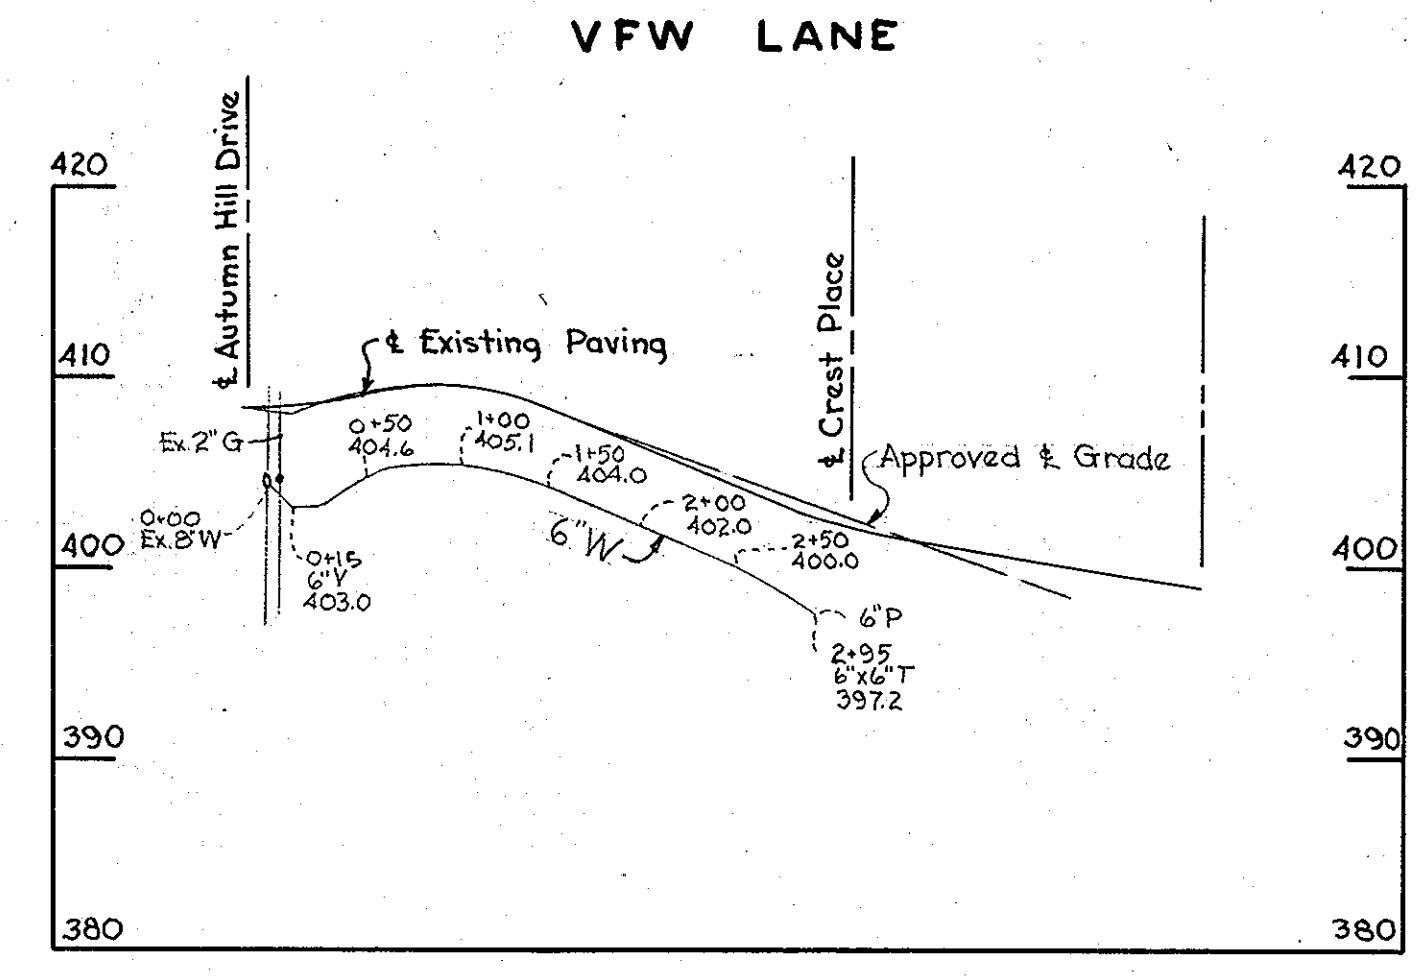 VFW LANE
℄ Autumn Hill Drive
420
420
℄ Crest Place
410
℄ Existing Paving
410
Ex. 2" G
0+50
404.6
1+00
405.1
1+50
404.0
Approved ℄ Grade
0+00
Ex. 8" W
400
2+00
402.0
6" W
2+50
400.0
400
0+15
6" V
403.0
6" P
2+95
6"x6" T
397.2
390
390
380
380